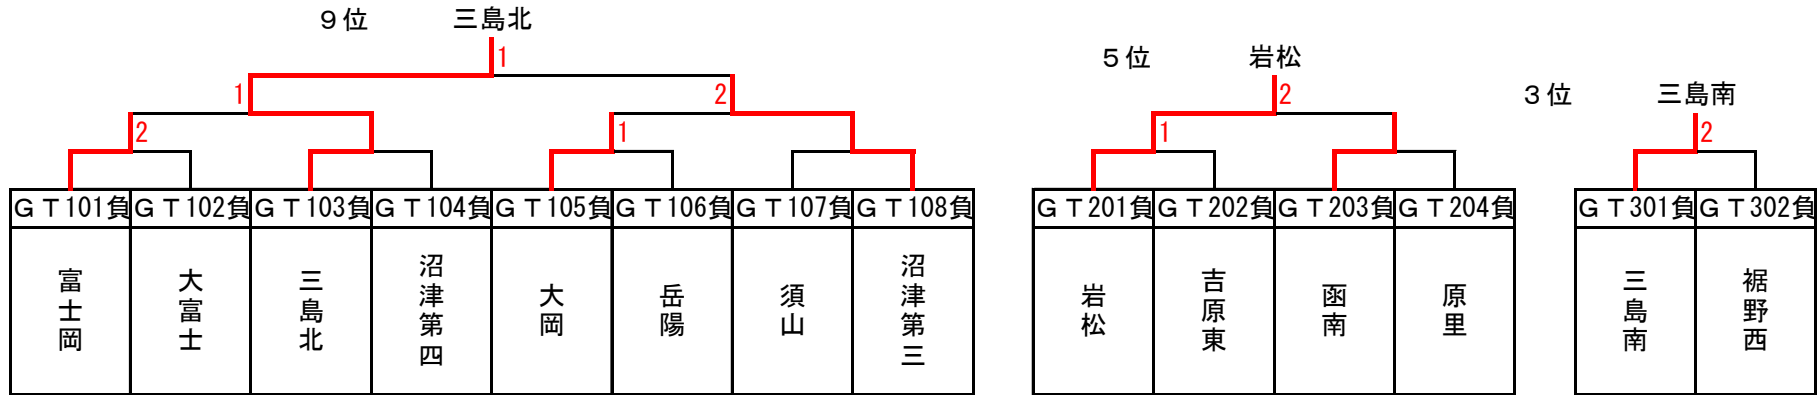 ９位 三島北
1
５位 岩松
1 2 2
３位 三島南
2 1 1 2
ＧＴ101負 ＧＴ102負 ＧＴ103負 ＧＴ104負 ＧＴ105負 ＧＴ106負 ＧＴ107負 ＧＴ108負 ＧＴ201負 ＧＴ202負 ＧＴ203負 ＧＴ204負 ＧＴ301負 ＧＴ302負
富士岡
大富士
三島北
沼津第四
大岡
岳陽
須山
沼津第三
岩松
吉原東
函南
原里
三島南
裾野西